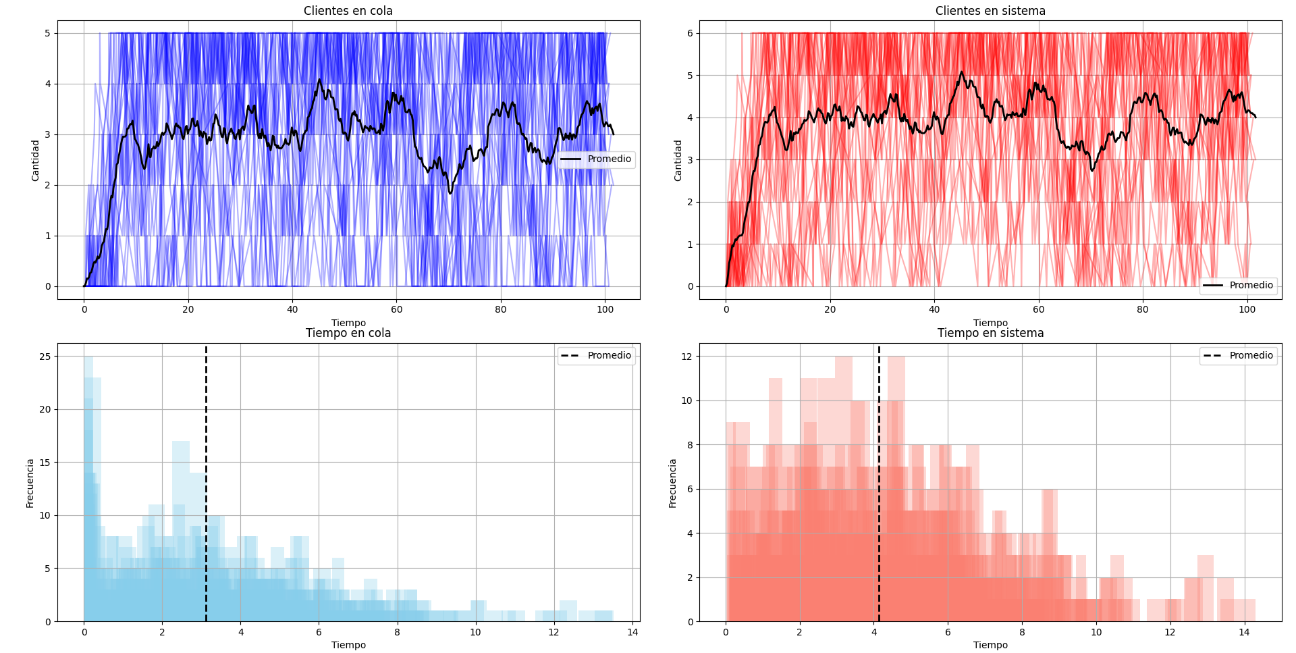 Clientes en cola
Cantidad
5
4
3
2
1
0
Promedio
0 20 40 60 80 100
Tiempo
Clientes en sistema
Cantidad
6
5
4
3
2
1
0
Promedio
0 20 40 60 80 100
Tiempo
Tiempo en cola
Frecuencia
25
20
15
10
5
0
Promedio
0 2 4 6 8 10 12 14
Tiempo
Tiempo en sistema
Frecuencia
12
10
8
6
4
2
0
Promedio
0 2 4 6 8 10 12 14
Tiempo